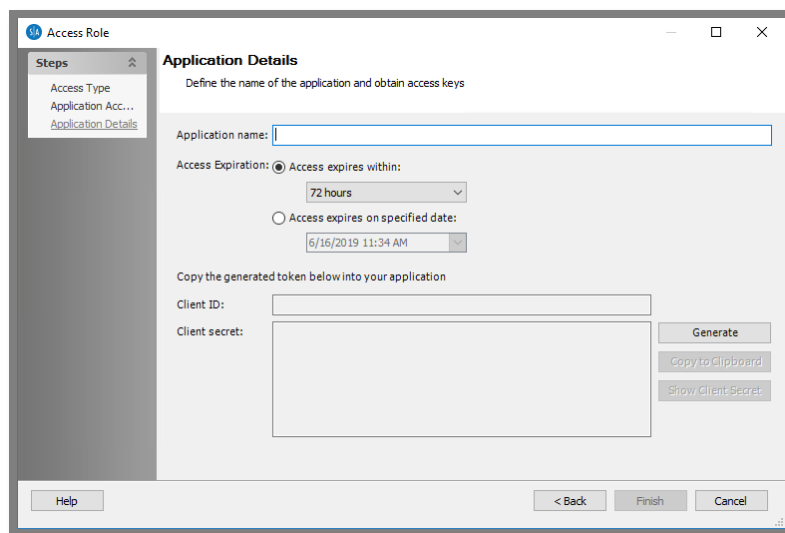 SA Access Role
Steps
Access Type
Application Acc...
Application Details
Application Details
Define the name of the application and obtain access keys
Application name:
Access Expiration: Access expires within:
72 hours
Access expires on specified date:
6/16/2019 11:34 AM
Copy the generated token below into your application
Client ID:
Client secret:
Generate
Copy to Clipboard
Show Client Secret
Help
< Back Finish Cancel